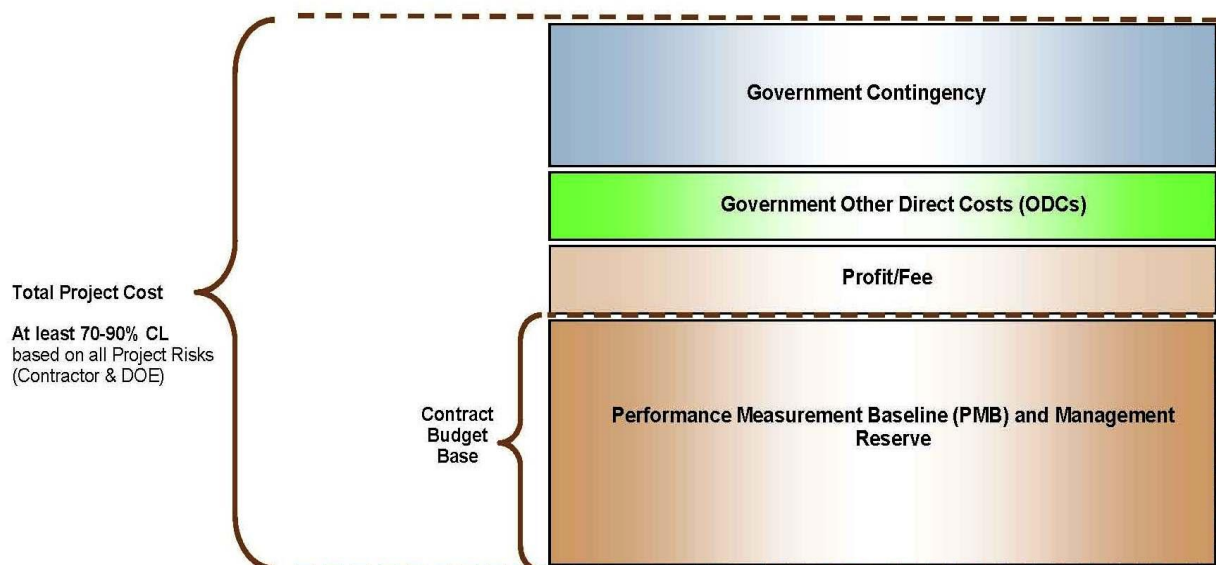 Government Contingency
Government Other Direct Costs (ODCs)
Profit/Fee
Total Project Cost
At least 70-90% CL
based on all Project Risks
(Contractor & DOE)
Contract
Budget
Base
Performance Measurement Baseline (PMB) and Management
Reserve